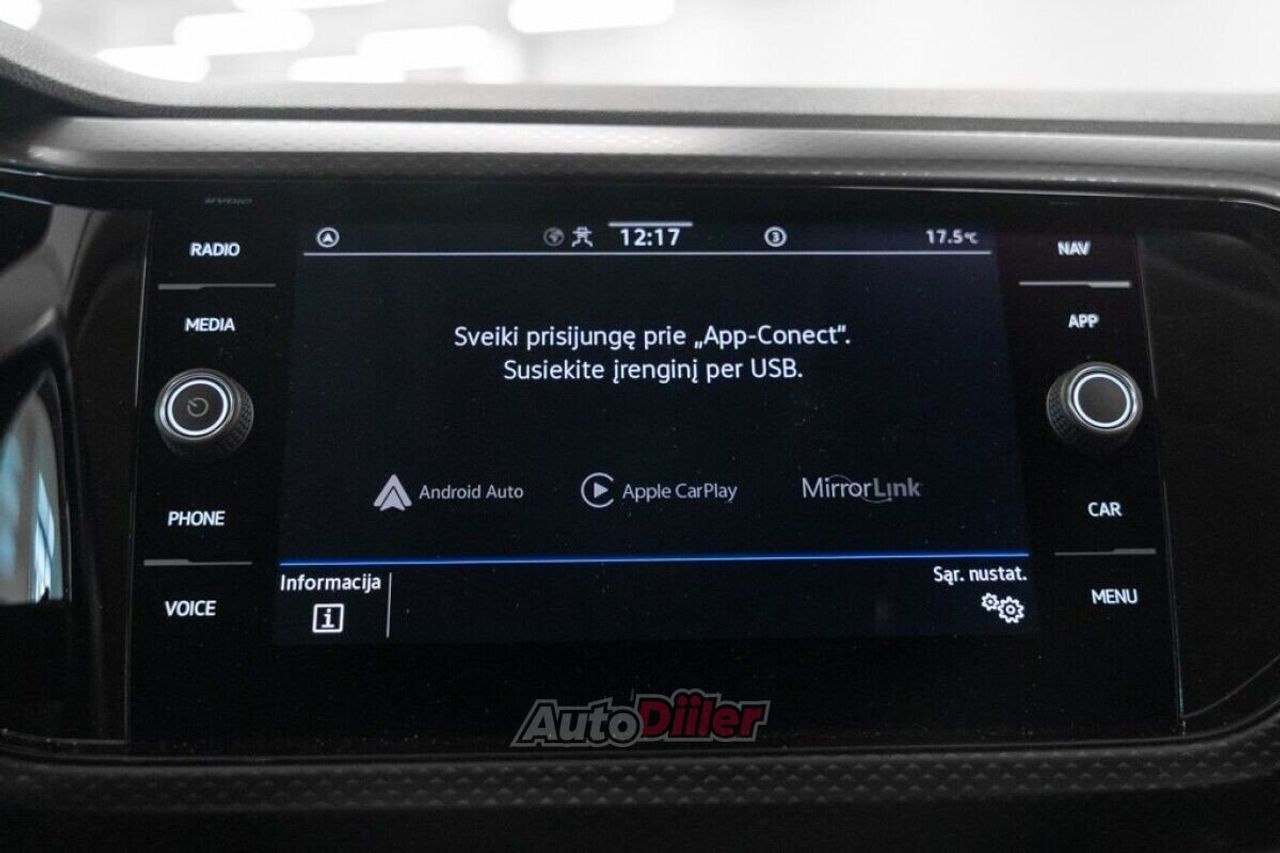 RADIO
MEDIA
PHONE
VOICE
12:17
3
17.5°C
Sveiki prisijungę prie „App-Conect“.
Susiekite įrenginį per USB.
Android Auto
Apple CarPlay
MirrorLink
Informacija
i
Sąr. nustat.
NAV
APP
CAR
MENU
AutoDiiler